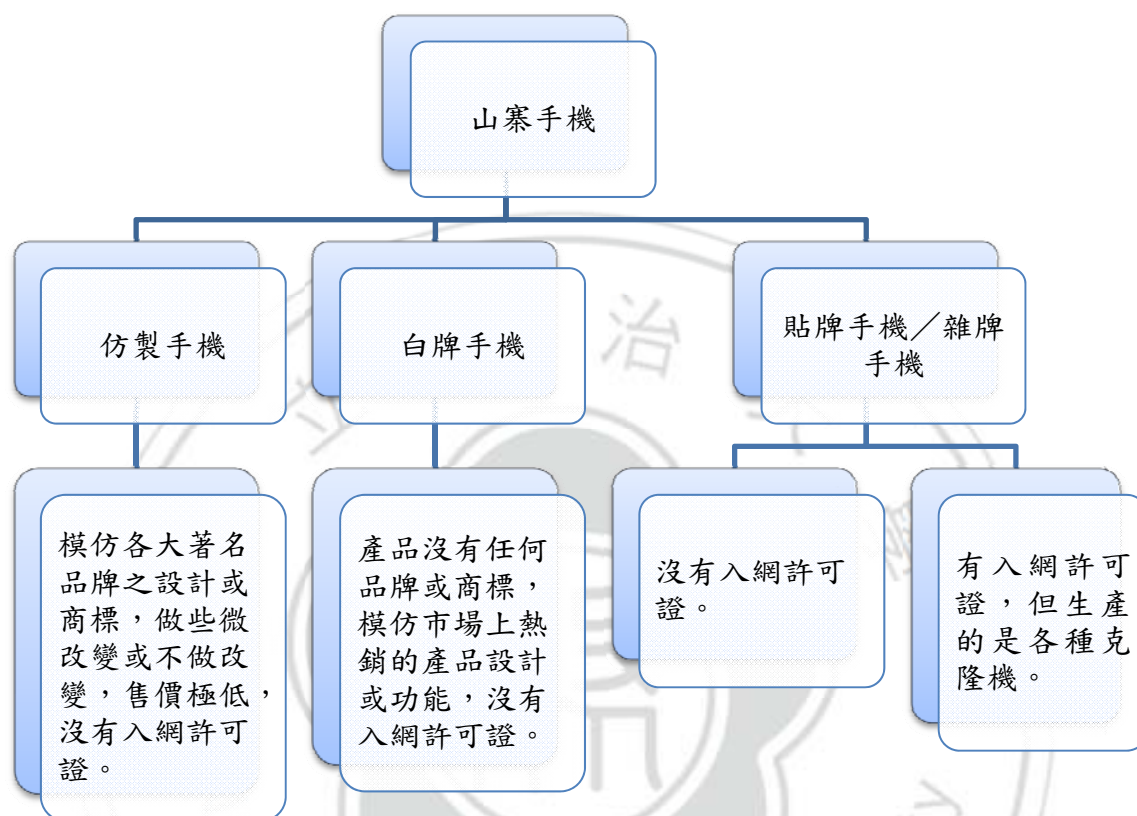 山寨手機
仿製手機
白牌手機
貼牌手機／雜牌
手機
模仿各大著名
品牌之設計或
商標，做些微
改變或不做改
變，售價極低，
沒有入網許可
證。
產品沒有任何
品牌或商標，
模仿市場上熱
銷的產品設計
或功能，沒有
入網許可證。
沒有入網許可
證。
有入網許可
證，但生產
的是各種克
隆機。
立
治
大
學